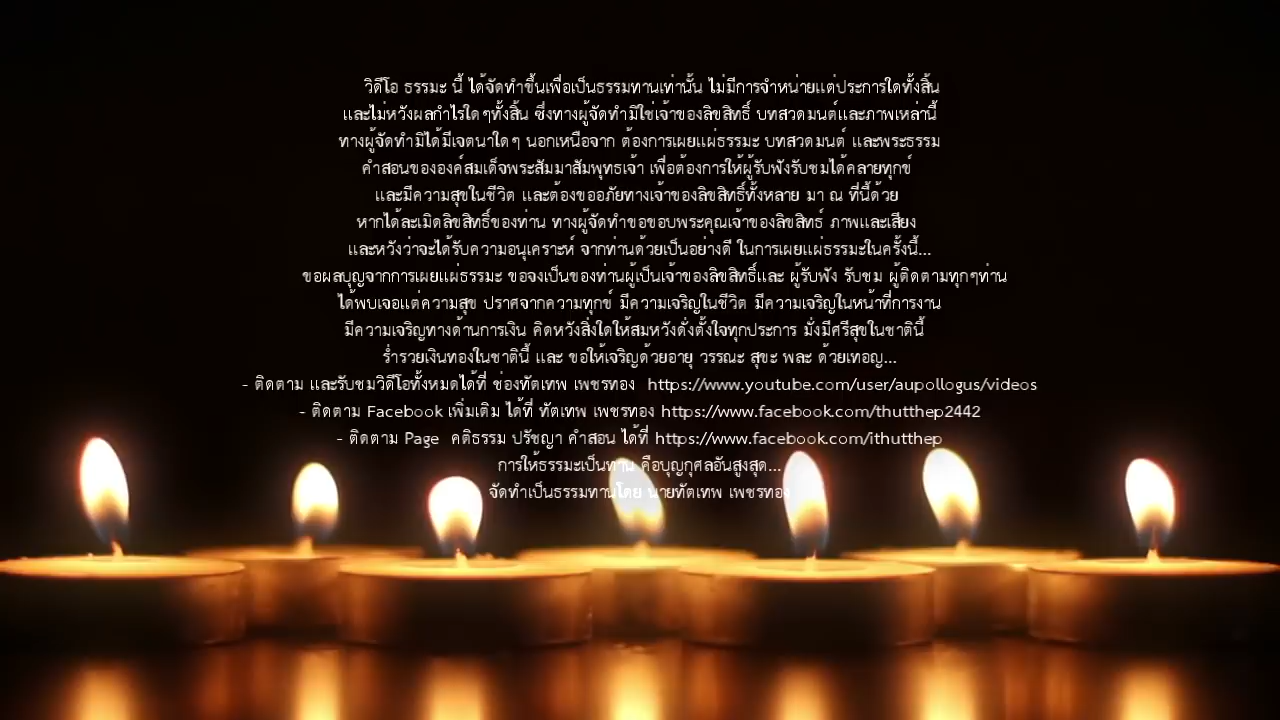 วิดีโอ ธรรมะ นี้ ได้จัดทำขึ้นเพื่อเป็นธรรมทานเท่านั้น ไม่มีการจำหน่ายแต่ประการใดทั้งสิ้น
และไม่หวังผลกำไรใดๆทั้งสิ้น ซึ่งทางผู้จัดทำมิใช่เจ้าของลิขสิทธิ์ บทสวดมนต์และภาพเหล่านี้
ทางผู้จัดทำมิได้มีเจตนาใดๆ นอกเหนือจาก ต้องการเผยแผ่ธรรมะ บทสวดมนต์ และพระธรรม
คำสอนขององค์สมเด็จพระสัมมาสัมพุทธเจ้า เพื่อต้องการให้ผู้รับฟังรับชมได้คลายทุกข์
และมีความสุขในชีวิต และต้องขออภัยทางเจ้าของลิขสิทธิ์ทั้งหลาย มา ณ ที่นี้ด้วย
หากได้ละเมิดลิขสิทธิ์ของท่าน ทางผู้จัดทำขอขอบพระคุณเจ้าของลิขสิทธ์ ภาพและเสียง
และหวังว่าจะได้รับความอนุเคราะห์ จากท่านด้วยเป็นอย่างดี ในการเผยแผ่ธรรมะในครั้งนี้...
ขอผลบุญจากการเผยแผ่ธรรมะ ขอจงเป็นของท่านผู้เป็นเจ้าของลิขสิทธิ์และ ผู้รับฟัง รับชม ผู้ติดตามทุกๆท่าน
ได้พบเจอแต่ความสุข ปราศจากความทุกข์ มีความเจริญในชีวิต มีความเจริญในหน้าที่การงาน
มีความเจริญทางด้านการเงิน คิดหวังสิ่งใดให้สมหวังดั่งตั้งใจทุกประการ มั่งมีศรีสุขในชาตินี้
ร่ำรวยเงินทองในชาตินี้ และ ขอให้เจริญด้วยอายุ วรรณะ สุขะ พละ ด้วยเทอญ...
- ติดตาม และรับชมวิดีโอทั้งหมดได้ที่ ช่องทัตเทพ เพชรทอง https://www.youtube.com/user/aupollogus/videos
- ติดตาม Facebook เพิ่มเติม ได้ที่ ทัตเทพ เพชรทอง https://www.facebook.com/thutthep2442
- ติดตาม Page คติธรรม ปรัชญา คำสอน ได้ที่ https://www.facebook.com/ithutthep
การให้ธรรมะเป็นทาน คือบุญกุศลอันสูงสุด...
จัดทำเป็นธรรมทานโดย นายทัตเทพ เพชรทอง